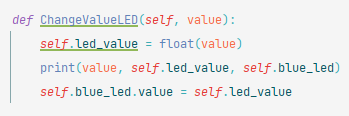 def ChangeValueLED(self, value):
    self.led_value = float(value)
    print(value, self.led_value, self.blue_led)
    self.blue_led.value = self.led_value